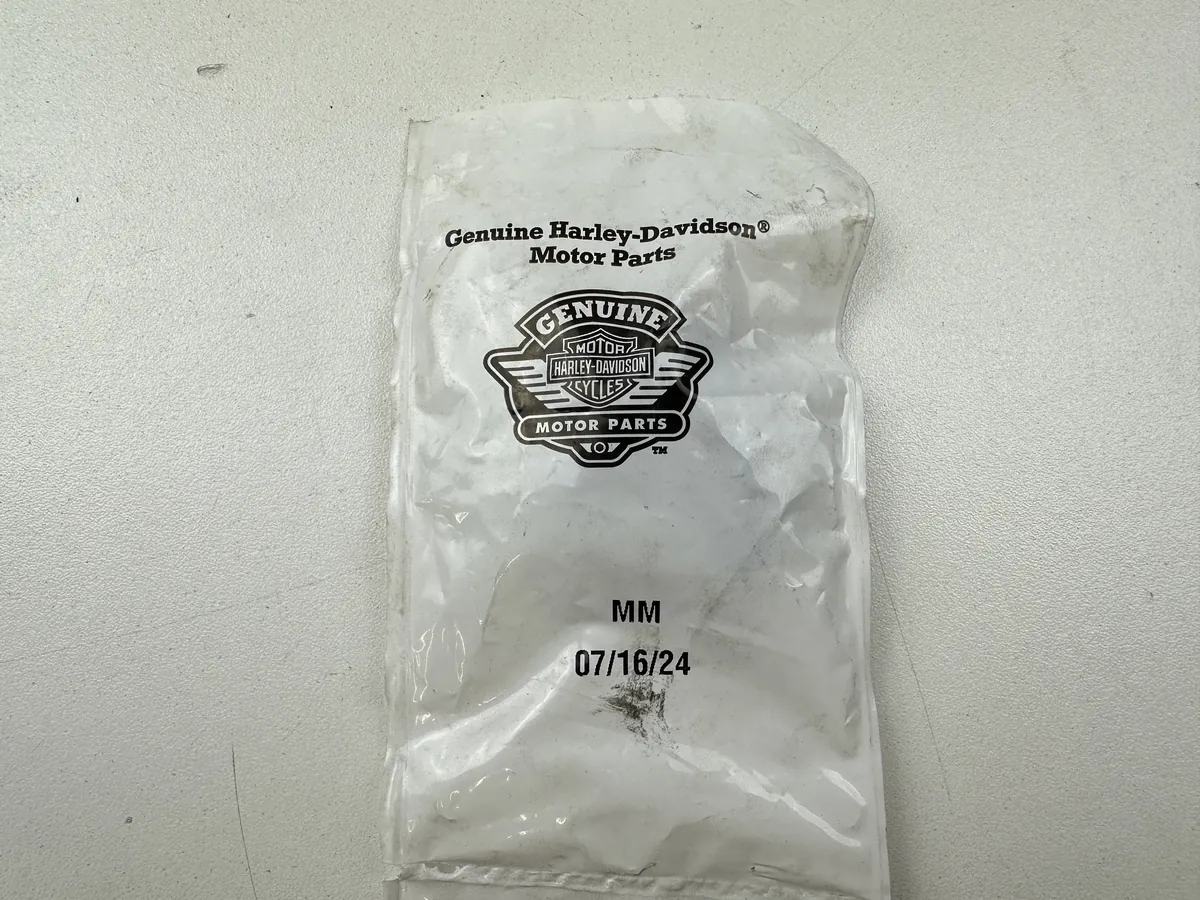 Genuine Harley-Davidson®
Motor Parts
GENUINE
MOTOR
HARLEY-DAVIDSON
CYCLES
MOTOR PARTS
TM
MM
07/16/24